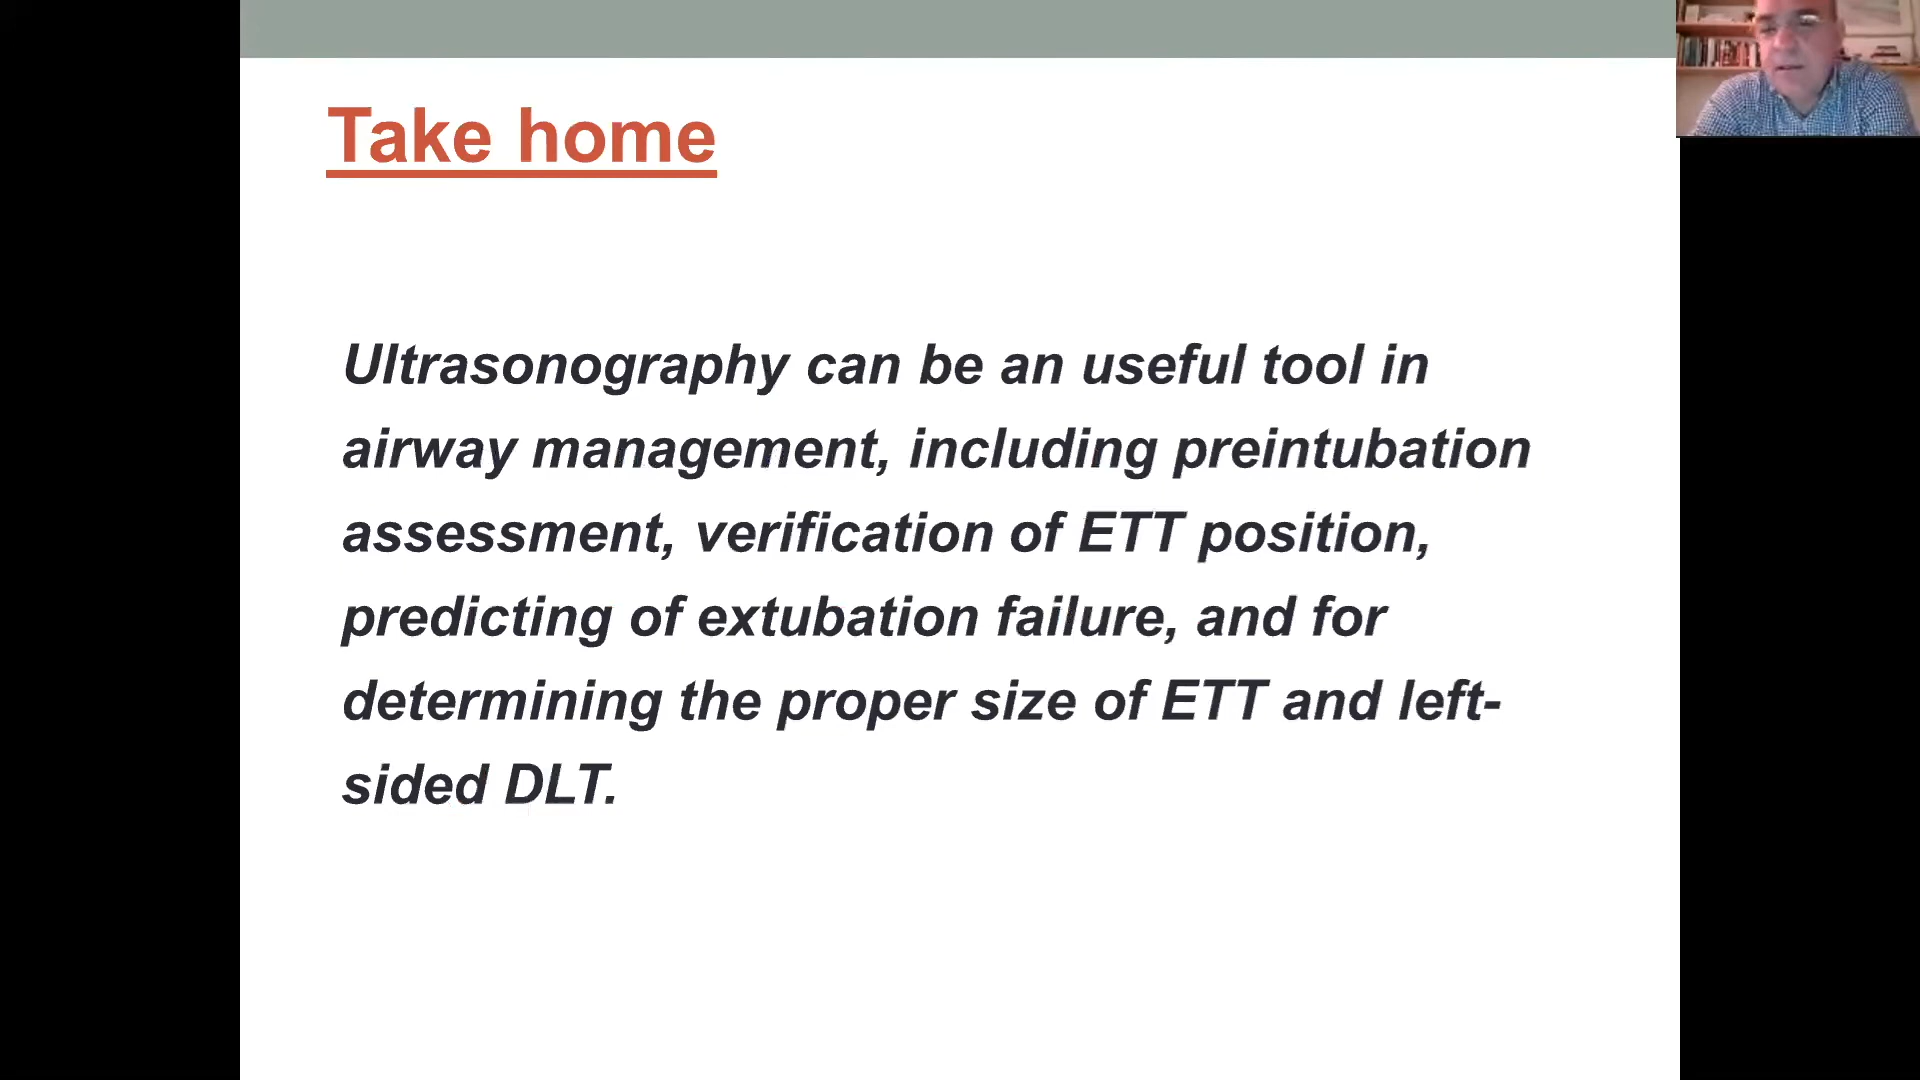 Take home
Ultrasonography can be an useful tool in
airway management, including preintubation
assessment, verification of ETT position,
predicting of extubation failure, and for
determining the proper size of ETT and left-
sided DLT.